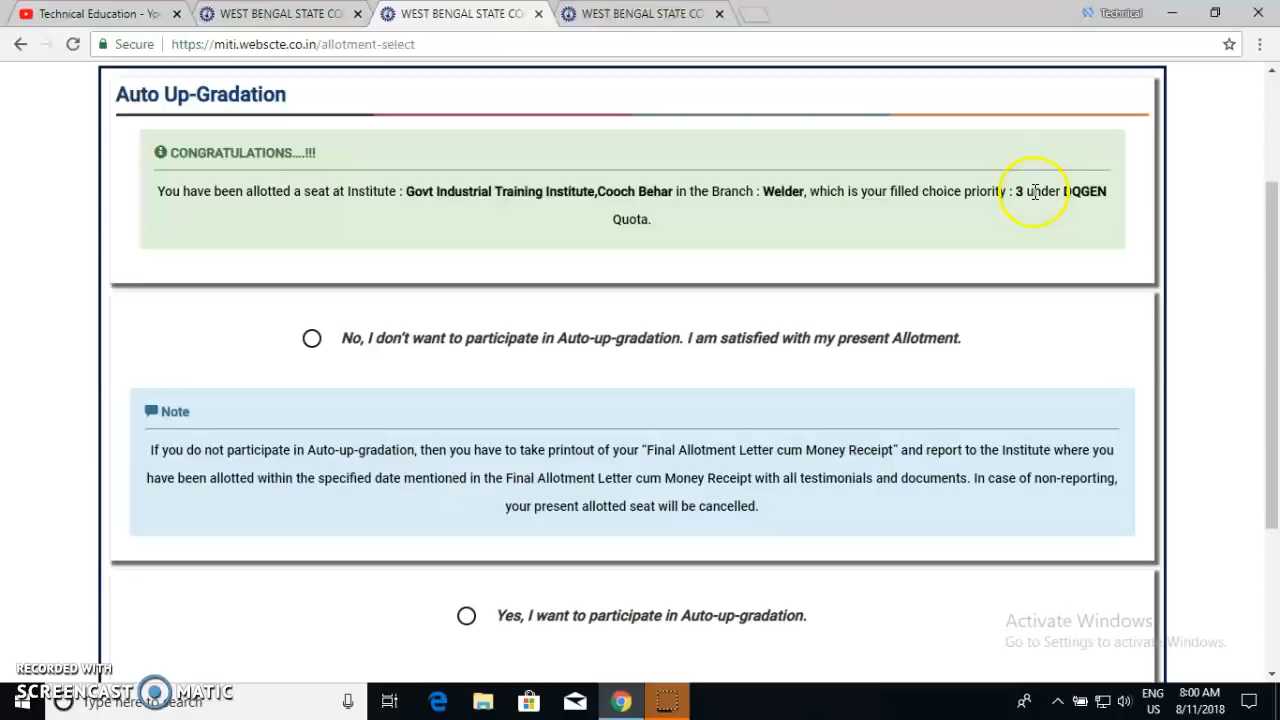 Technical Education - You
WEST BENGAL STATE CO
WEST BENGAL STATE CO
WEST BENGAL STATE CO
Technical
Secure
https://miti.webscte.co.in/allotment-select
Auto Up-Gradation
CONGRATULATIONS....!!!
You have been allotted a seat at Institute : Govt Industrial Training Institute,Cooch Behar in the Branch : Welder, which is your filled choice priority : 3 under DQGEN
Quota.
No, I don't want to participate in Auto-up-gradation. I am satisfied with my present Allotment.
Note
If you do not participate in Auto-up-gradation, then you have to take printout of your “Final Allotment Letter cum Money Receipt” and report to the Institute where you
have been allotted within the specified date mentioned in the Final Allotment Letter cum Money Receipt with all testimonials and documents. In case of non-reporting,
your present allotted seat will be cancelled.
Yes, I want to participate in Auto-up-gradation.
Activate Windows
Go to Settings to activate Windows.
RECORDED WITH
SCREENCAST MATIC
Type here to search
ENG
US
8:00 AM
8/11/2018